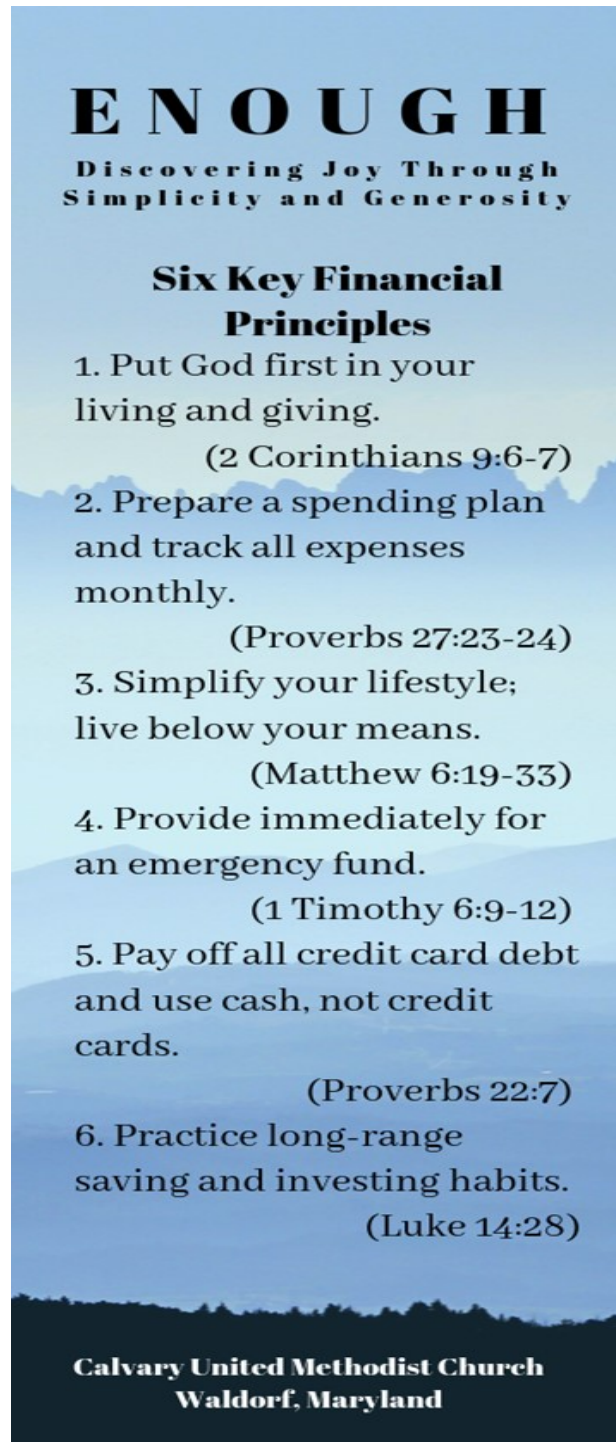 ENOUGH
Discovering Joy Through
Simplicity and Generosity
Six Key Financial
Principles
1. Put God first in your
living and giving.
(2 Corinthians 9:6-7)
2. Prepare a spending plan
and track all expenses
monthly.
(Proverbs 27:23-24)
3. Simplify your lifestyle;
live below your means.
(Matthew 6:19-33)
4. Provide immediately for
an emergency fund.
(1 Timothy 6:9-12)
5. Pay off all credit card debt
and use cash, not credit
cards.
(Proverbs 22:7)
6. Practice long-range
saving and investing habits.
(Luke 14:28)
Calvary United Methodist Church
Waldorf, Maryland